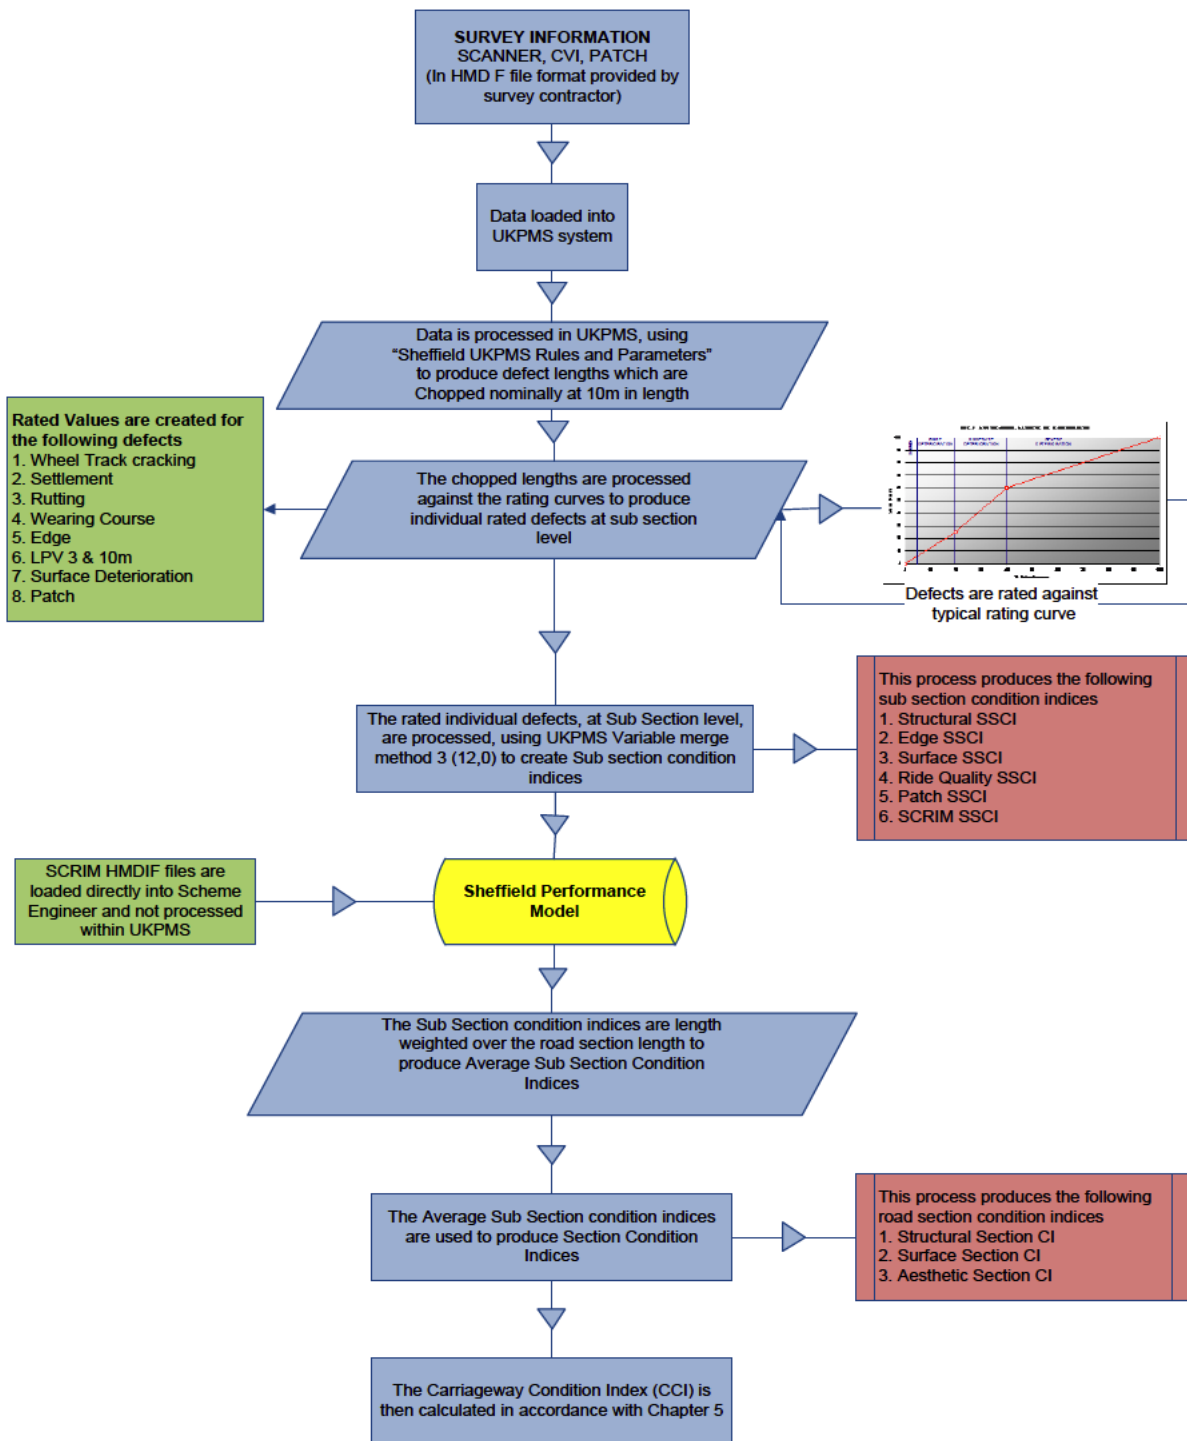 SURVEY INFORMATION
SCANNER, CVI, PATCH
(In HMD F file format provided by
survey contractor)
Data loaded into
UKPMS system
Data is processed in UKPMS, using
“Sheffield UKPMS Rules and Parameters”
to produce defect lengths which are
Chopped nominally at 10m in length
Rated Values are created for
the following defects
1. Wheel Track cracking
2. Settlement
3. Rutting
4. Wearing Course
5. Edge
6. LPV 3 & 10m
7. Surface Deterioration
8. Patch
The chopped lengths are processed
against the rating curves to produce
individual rated defects at sub section
level
Defects are rated against
typical rating curve
This process produces the following
sub section condition indices
1. Structural SSCI
2. Edge SSCI
3. Surface SSCI
4. Ride Quality SSCI
5. Patch SSCI
6. SCRIM SSCI
The rated individual defects, at Sub Section level,
are processed, using UKPMS Variable merge
method 3 (12,0) to create Sub section condition
indices
SCRIM HMDIF files are
loaded directly into Scheme
Engineer and not processed
within UKPMS
Sheffield Performance
Model
The Sub Section condition indices are length
weighted over the road section length to
produce Average Sub Section Condition
Indices
The Average Sub Section condition indices
are used to produce Section Condition
Indices
This process produces the following
road section condition indices
1. Structural Section CI
2. Surface Section CI
3. Aesthetic Section CI
The Carriageway Condition Index (CCI) is
then calculated in accordance with Chapter 5